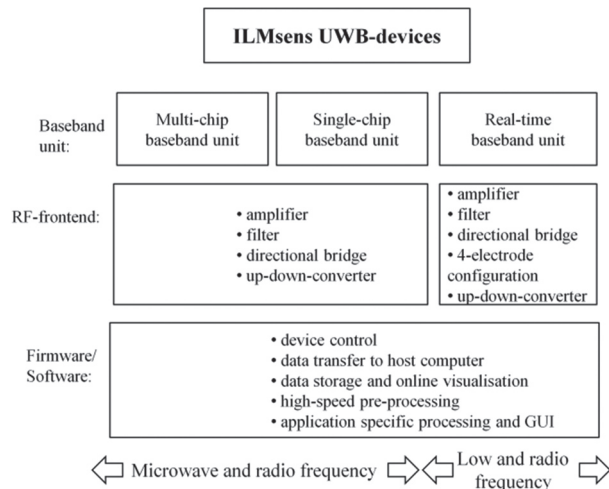 ILMsens UWB-devices
Baseband
unit:
Multi-chip
baseband unit
Single-chip
baseband unit
Real-time
baseband unit
RF-frontend:
• amplifier
• filter
• directional bridge
• up-down-converter
• amplifier
• filter
• directional bridge
• 4-electrode
configuration
• up-down-converter
Firmware/
Software:
• device control
• data transfer to host computer
• data storage and online visualisation
• high-speed pre-processing
• application specific processing and GUI
Microwave and radio frequency
Low and radio
frequency